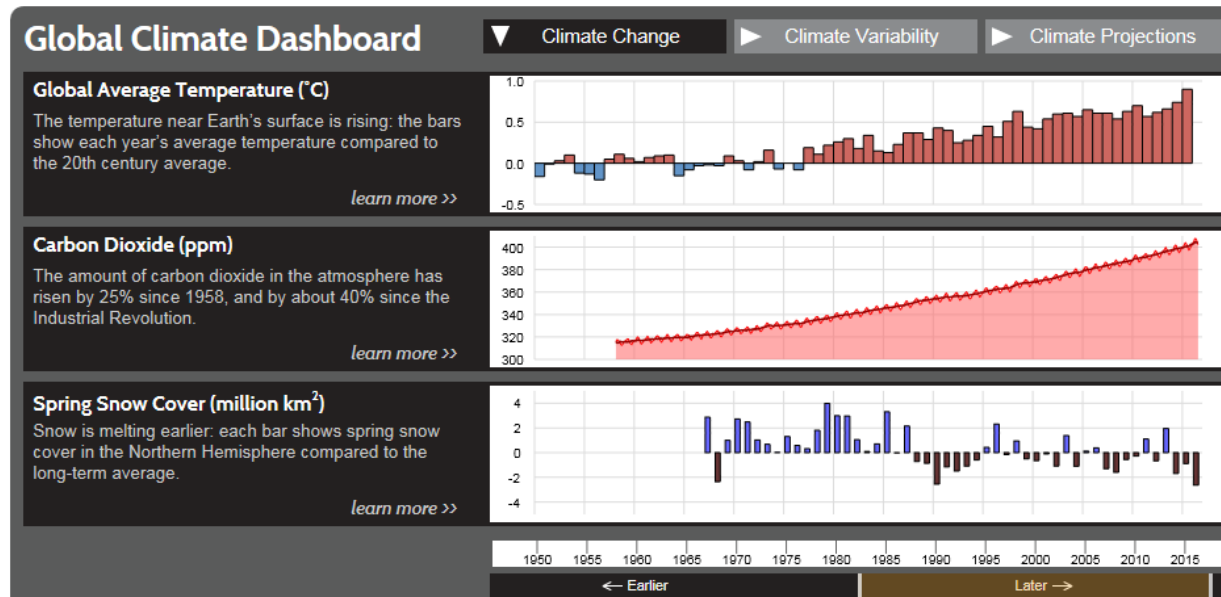 Global Climate Dashboard
▼ Climate Change
▶ Climate Variability
▶ Climate Projections
Global Average Temperature (˚C)
The temperature near Earth's surface is rising: the bars
show each year's average temperature compared to
the 20th century average.
learn more >>
1.0
0.5
0.0
-0.5
Carbon Dioxide (ppm)
The amount of carbon dioxide in the atmosphere has
risen by 25% since 1958, and by about 40% since the
Industrial Revolution.
learn more >>
400
380
360
340
320
300
Spring Snow Cover (million km²)
Snow is melting earlier: each bar shows spring snow
cover in the Northern Hemisphere compared to the
long-term average.
learn more >>
4
2
0
-2
-4
1950 1955 1960 1965 1970 1975 1980 1985 1990 1995 2000 2005 2010 2015
← Earlier
Later →